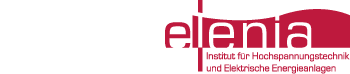 elenia
Institut für Hochspannungstechnik
und Elektrische Energieanlagen